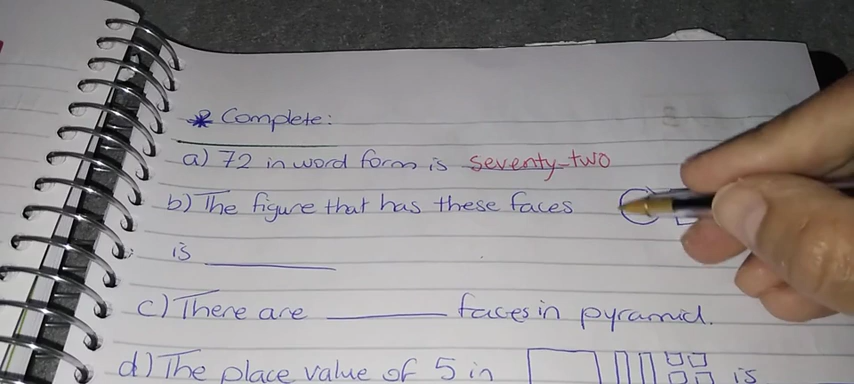 * Complete:
a) 72 in word form is seventy-two
b) The figure that has these faces
is
c) There are faces in pyramid.
d) The place value of 5 in is